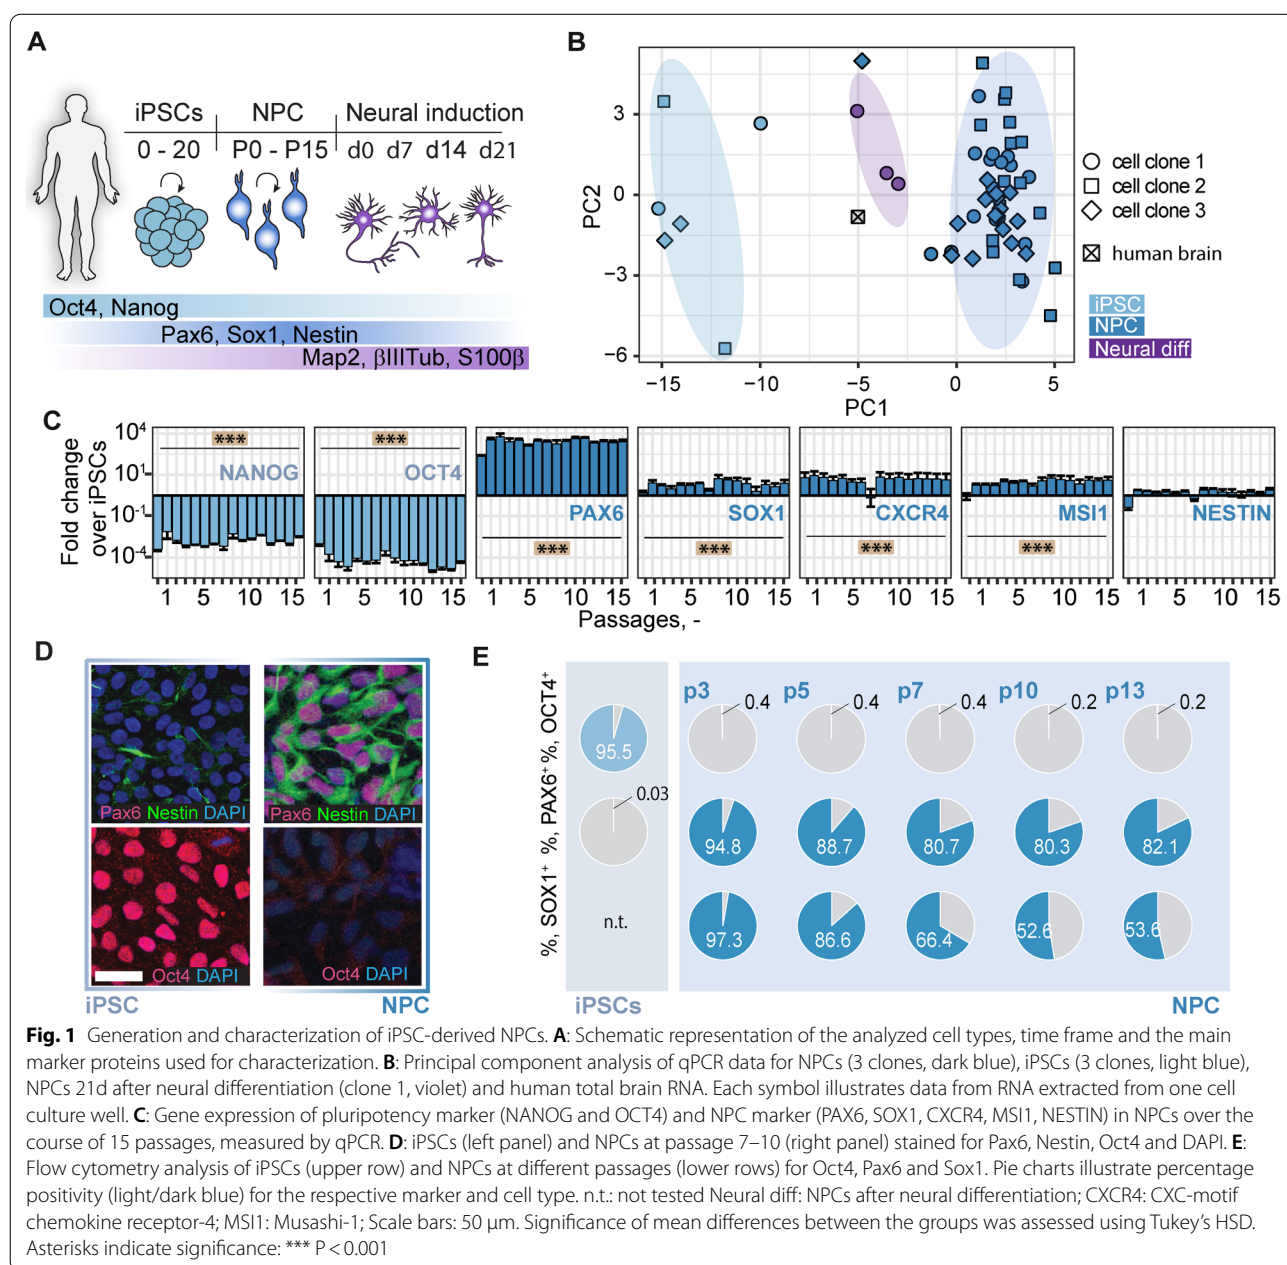 A
iPSCs NPC Neural induction
0 - 20 P0 - P15 d0 d7 d14 d21
Oct4, Nanog
Pax6, Sox1, Nestin
Map2, βIIITub, S100β
B
PC2
3
0
−3
−6
−15 −10 −5 0 5
PC1
cell clone 1
cell clone 2
cell clone 3
human brain
iPSC
NPC
Neural diff
C
Fold change
over iPSCs
10⁴
10¹
10⁻¹
10⁻⁴
*** ***
NANOG OCT4
PAX6 SOX1 CXCR4 MSI1 NESTIN
*** *** *** ***
1 5 10 15 1 5 10 15 1 5 10 15 1 5 10 15 1 5 10 15 1 5 10 15 1 5 10 15
Passages, -
D
Pax6 Nestin DAPI Pax6 Nestin DAPI
Oct4 DAPI Oct4 DAPI
iPSC NPC
E
%, SOX1⁺ %, PAX6⁺ %, OCT4⁺
p3 p5 p7 p10 p13
95.5 0.4 0.4 0.4 0.2 0.2
0.03 94.8 88.7 80.7 80.3 82.1
n.t. 97.3 86.6 66.4 52.6 53.6
iPSCs NPC
Fig. 1 Generation and characterization of iPSC-derived NPCs. A: Schematic representation of the analyzed cell types, time frame and the main
marker proteins used for characterization. B: Principal component analysis of qPCR data for NPCs (3 clones, dark blue), iPSCs (3 clones, light blue),
NPCs 21d after neural differentiation (clone 1, violet) and human total brain RNA. Each symbol illustrates data from RNA extracted from one cell
culture well. C: Gene expression of pluripotency marker (NANOG and OCT4) and NPC marker (PAX6, SOX1, CXCR4, MSI1, NESTIN) in NPCs over the
course of 15 passages, measured by qPCR. D: iPSCs (left panel) and NPCs at passage 7–10 (right panel) stained for Pax6, Nestin, Oct4 and DAPI. E:
Flow cytometry analysis of iPSCs (upper row) and NPCs at different passages (lower rows) for Oct4, Pax6 and Sox1. Pie charts illustrate percentage
positivity (light/dark blue) for the respective marker and cell type. n.t.: not tested Neural diff: NPCs after neural differentiation; CXCR4: CXC-motif
chemokine receptor-4; MSI1: Musashi-1; Scale bars: 50 μm. Significance of mean differences between the groups was assessed using Tukey's HSD.
Asterisks indicate significance: *** P < 0.001